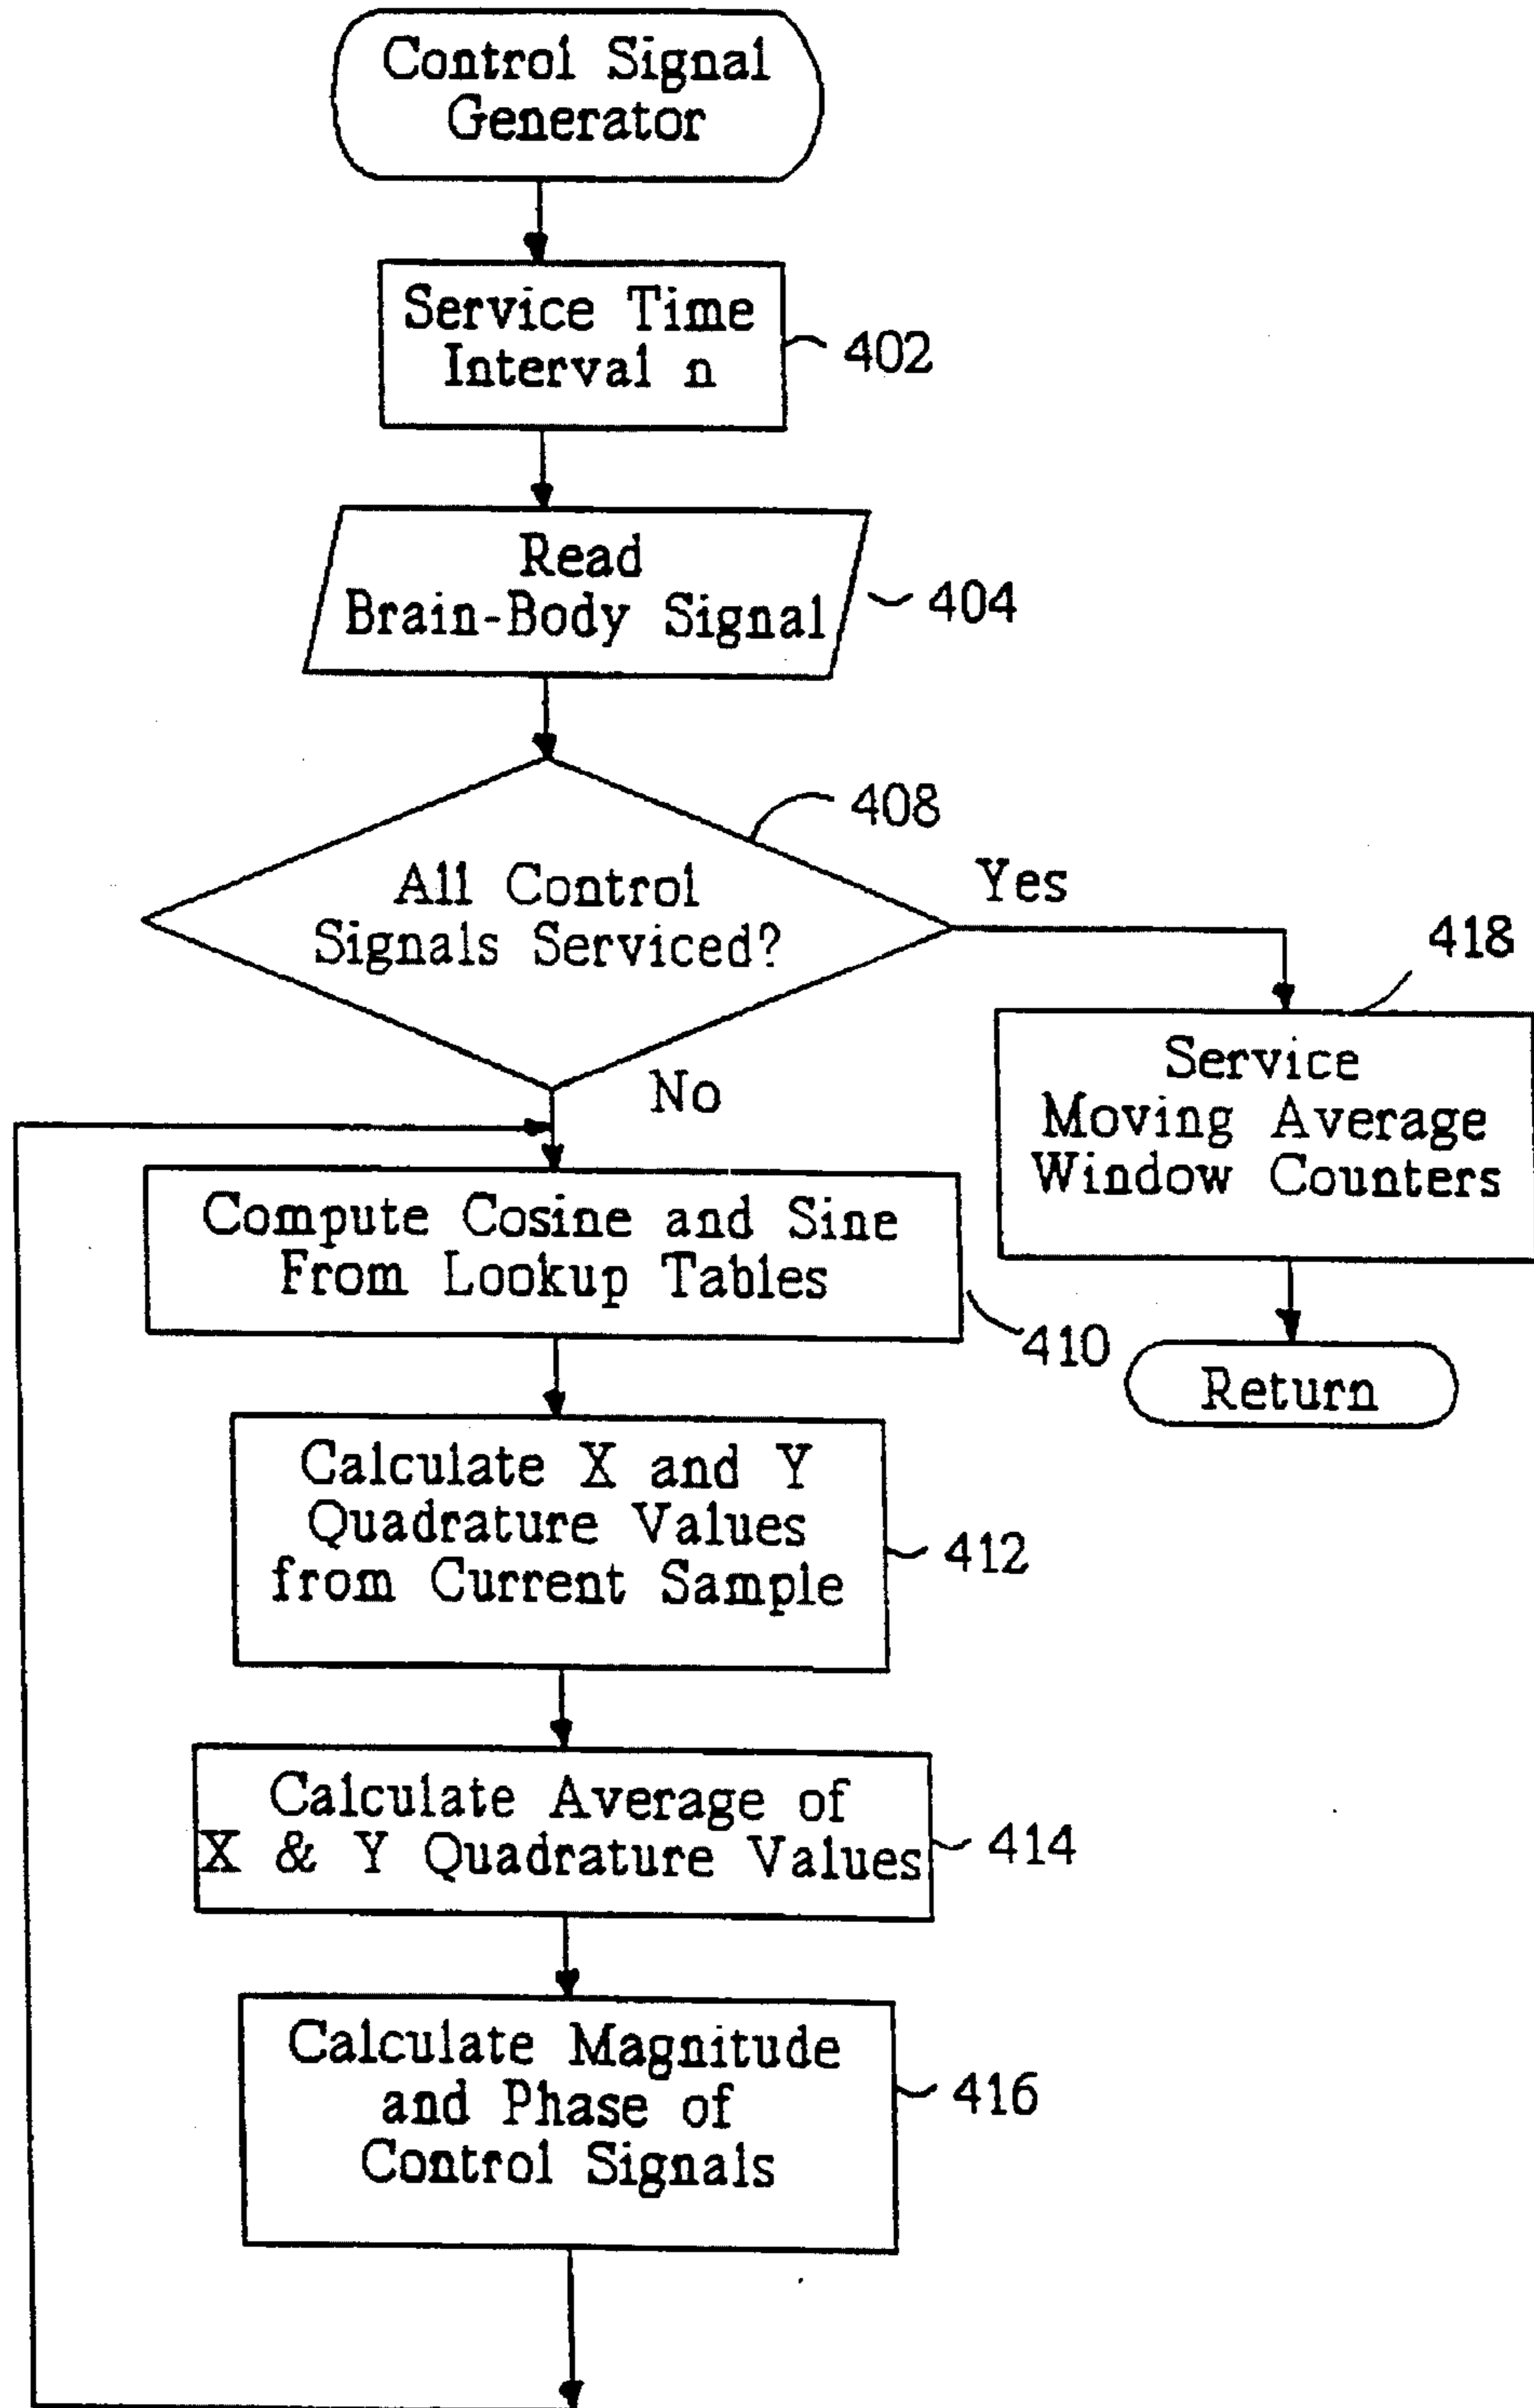 Control Signal
Generator
Service Time
Interval n
402
Read
Brain-Body Signal
404
408
All Control
Signals Serviced?
Yes
No
418
Service
Moving Average
Window Counters
Return
Compute Cosine and Sine
From Lookup Tables
410
Calculate X and Y
Quadrature Values
from Current Sample
412
Calculate Average of
X & Y Quadrature Values
414
Calculate Magnitude
and Phase of
Control Signals
416